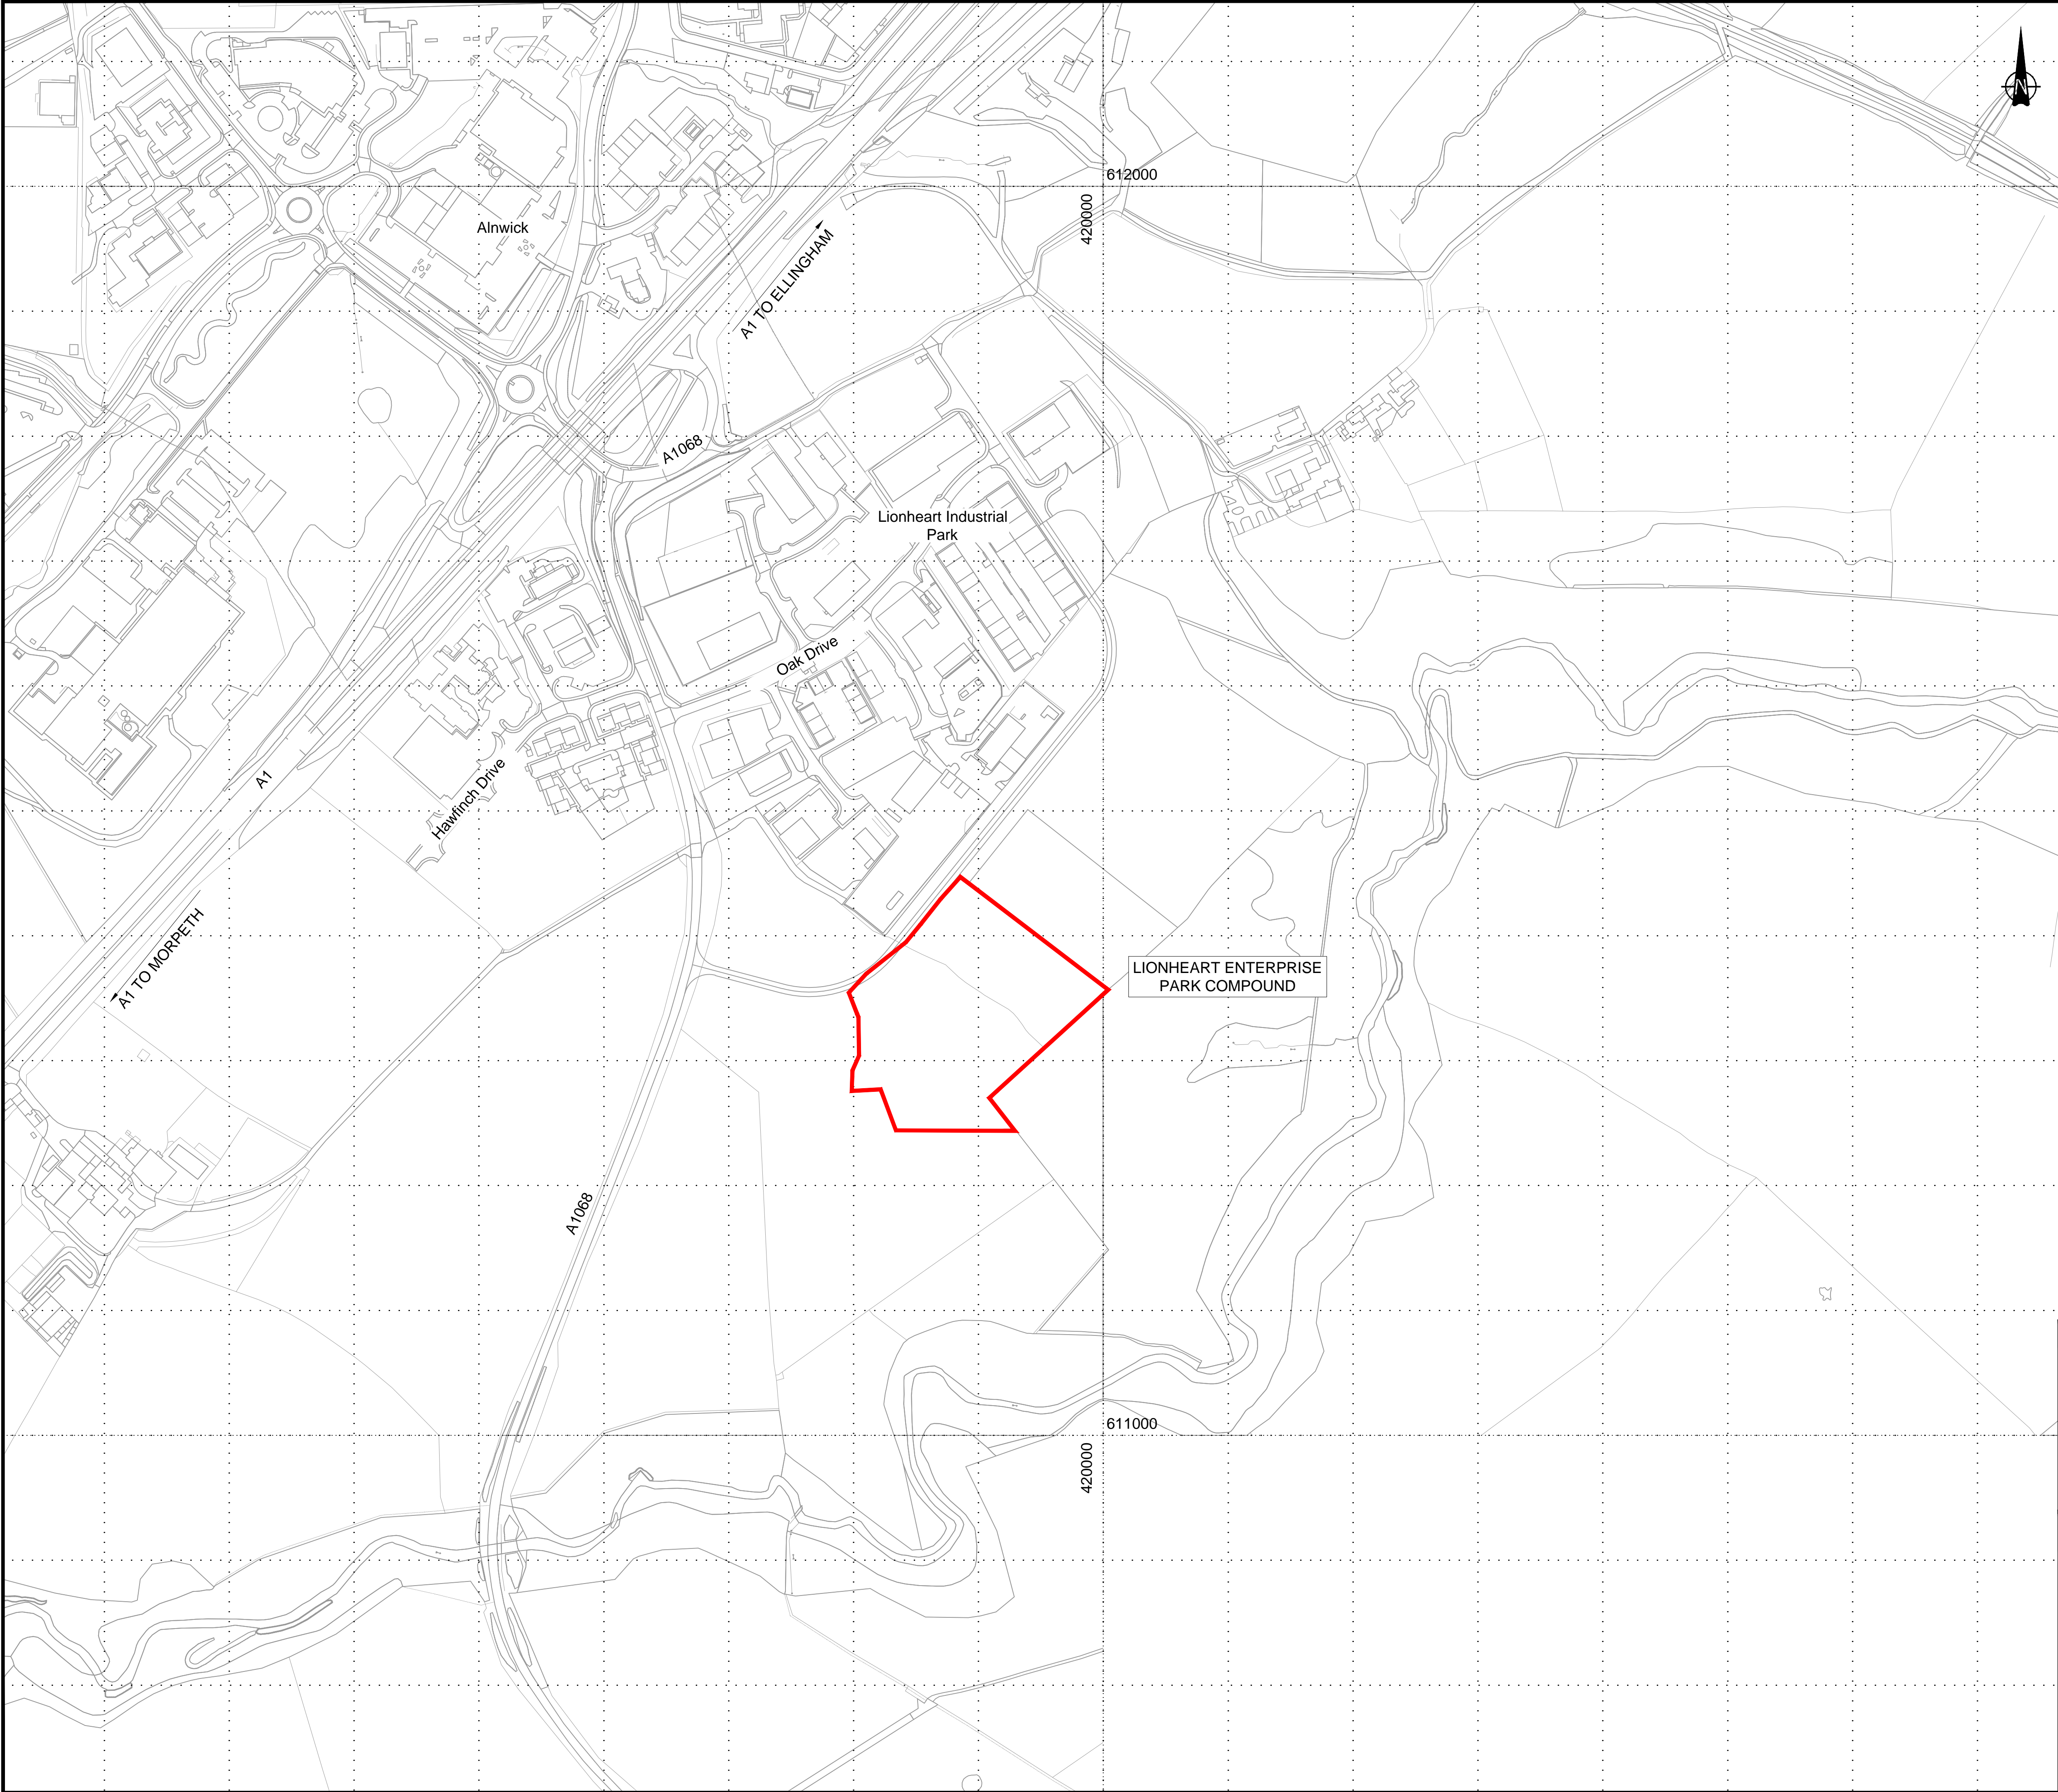 N
612000
420000
Alnwick
A1 TO ELLINGHAM
A1068
Lionheart Industrial
Park
Oak Drive
A1
Hawfinch Drive
A1 TO MORPETH
LIONHEART ENTERPRISE
PARK COMPOUND
A1068
611000
420000